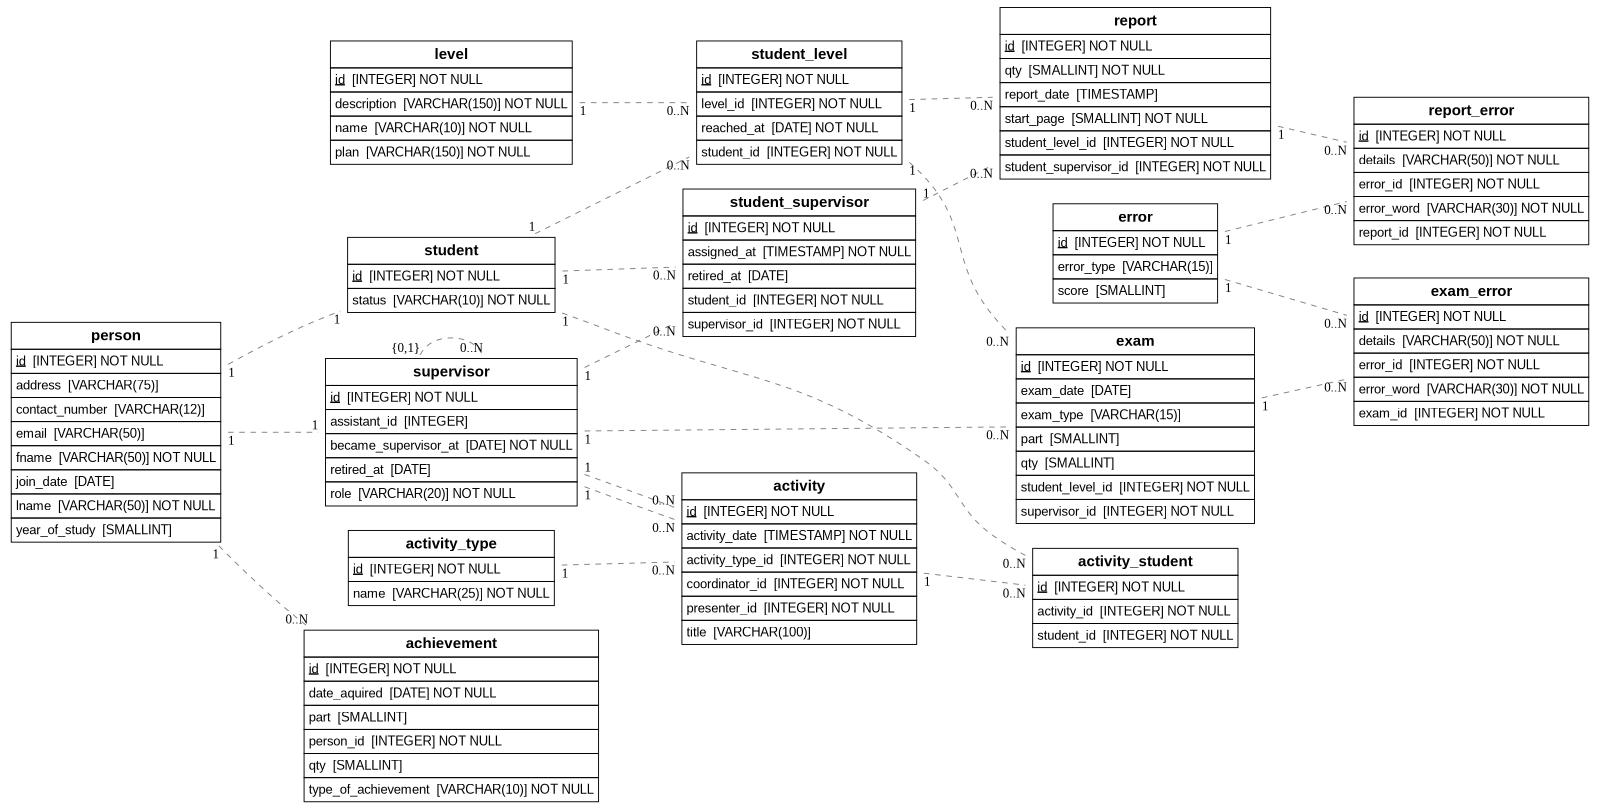 level
id [INTEGER] NOT NULL
description [VARCHAR(150)] NOT NULL
name [VARCHAR(10)] NOT NULL
plan [VARCHAR(150)] NOT NULL
1
0..N
student_level
id [INTEGER] NOT NULL
level_id [INTEGER] NOT NULL
reached_at [DATE] NOT NULL
student_id [INTEGER] NOT NULL
0..N
1
1
0..N
1
report
id [INTEGER] NOT NULL
qty [SMALLINT] NOT NULL
report_date [TIMESTAMP]
start_page [SMALLINT] NOT NULL
student_level_id [INTEGER] NOT NULL
student_supervisor_id [INTEGER] NOT NULL
1
0..N
report_error
id [INTEGER] NOT NULL
details [VARCHAR(50)] NOT NULL
error_id [INTEGER] NOT NULL
error_word [VARCHAR(30)] NOT NULL
report_id [INTEGER] NOT NULL
student
id [INTEGER] NOT NULL
status [VARCHAR(10)] NOT NULL
1
0..N
student_supervisor
id [INTEGER] NOT NULL
assigned_at [TIMESTAMP] NOT NULL
retired_at [DATE]
student_id [INTEGER] NOT NULL
supervisor_id [INTEGER] NOT NULL
1
0..N
error
id [INTEGER] NOT NULL
error_type [VARCHAR(15)]
score [SMALLINT]
1
0..N
1
0..N
exam_error
id [INTEGER] NOT NULL
details [VARCHAR(50)] NOT NULL
error_id [INTEGER] NOT NULL
error_word [VARCHAR(30)] NOT NULL
exam_id [INTEGER] NOT NULL
person
id [INTEGER] NOT NULL
address [VARCHAR(75)]
contact_number [VARCHAR(12)]
email [VARCHAR(50)]
fname [VARCHAR(50)] NOT NULL
join_date [DATE]
lname [VARCHAR(50)] NOT NULL
year_of_study [SMALLINT]
1
1
1
1
1
0..N
{0,1}
0..N
supervisor
id [INTEGER] NOT NULL
assistant_id [INTEGER]
became_supervisor_at [DATE] NOT NULL
retired_at [DATE]
role [VARCHAR(20)] NOT NULL
1
0..N
1
0..N
1
0..N
1
0..N
1
0..N
exam
id [INTEGER] NOT NULL
exam_date [DATE]
exam_type [VARCHAR(15)]
part [SMALLINT]
qty [SMALLINT]
student_level_id [INTEGER] NOT NULL
supervisor_id [INTEGER] NOT NULL
0..N
1
0..N
activity_type
id [INTEGER] NOT NULL
name [VARCHAR(25)] NOT NULL
1
0..N
activity
id [INTEGER] NOT NULL
activity_date [TIMESTAMP] NOT NULL
activity_type_id [INTEGER] NOT NULL
coordinator_id [INTEGER] NOT NULL
presenter_id [INTEGER] NOT NULL
title [VARCHAR(100)]
1
0..N
activity_student
id [INTEGER] NOT NULL
activity_id [INTEGER] NOT NULL
student_id [INTEGER] NOT NULL
achievement
id [INTEGER] NOT NULL
date_aquired [DATE] NOT NULL
part [SMALLINT]
person_id [INTEGER] NOT NULL
qty [SMALLINT]
type_of_achievement [VARCHAR(10)] NOT NULL